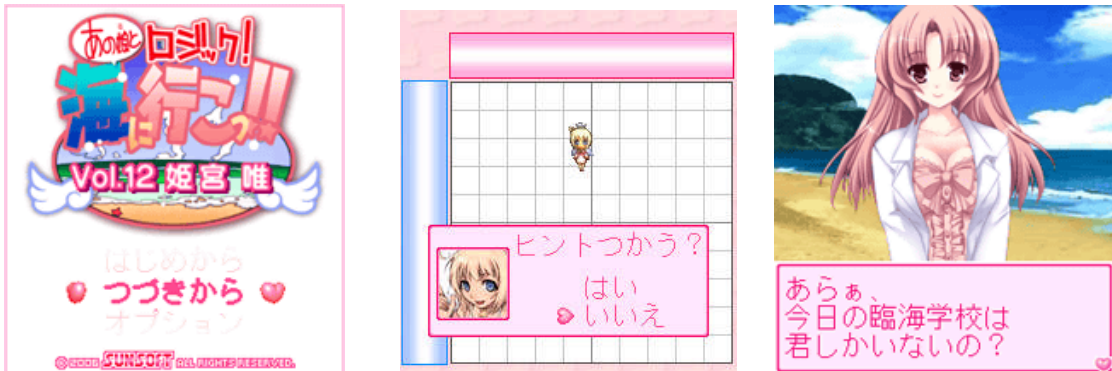 あの娘と
ロジック!
海に行こっ!!
Vol.12 姫宮 唯
はじめから
つづきから
オプション
© 2006 SUNSOFT ALL RIGHTS RESERVED.
ヒントつかう？
はい
いいえ
あらぁ、
今日の臨海学校は
君しかいないの？